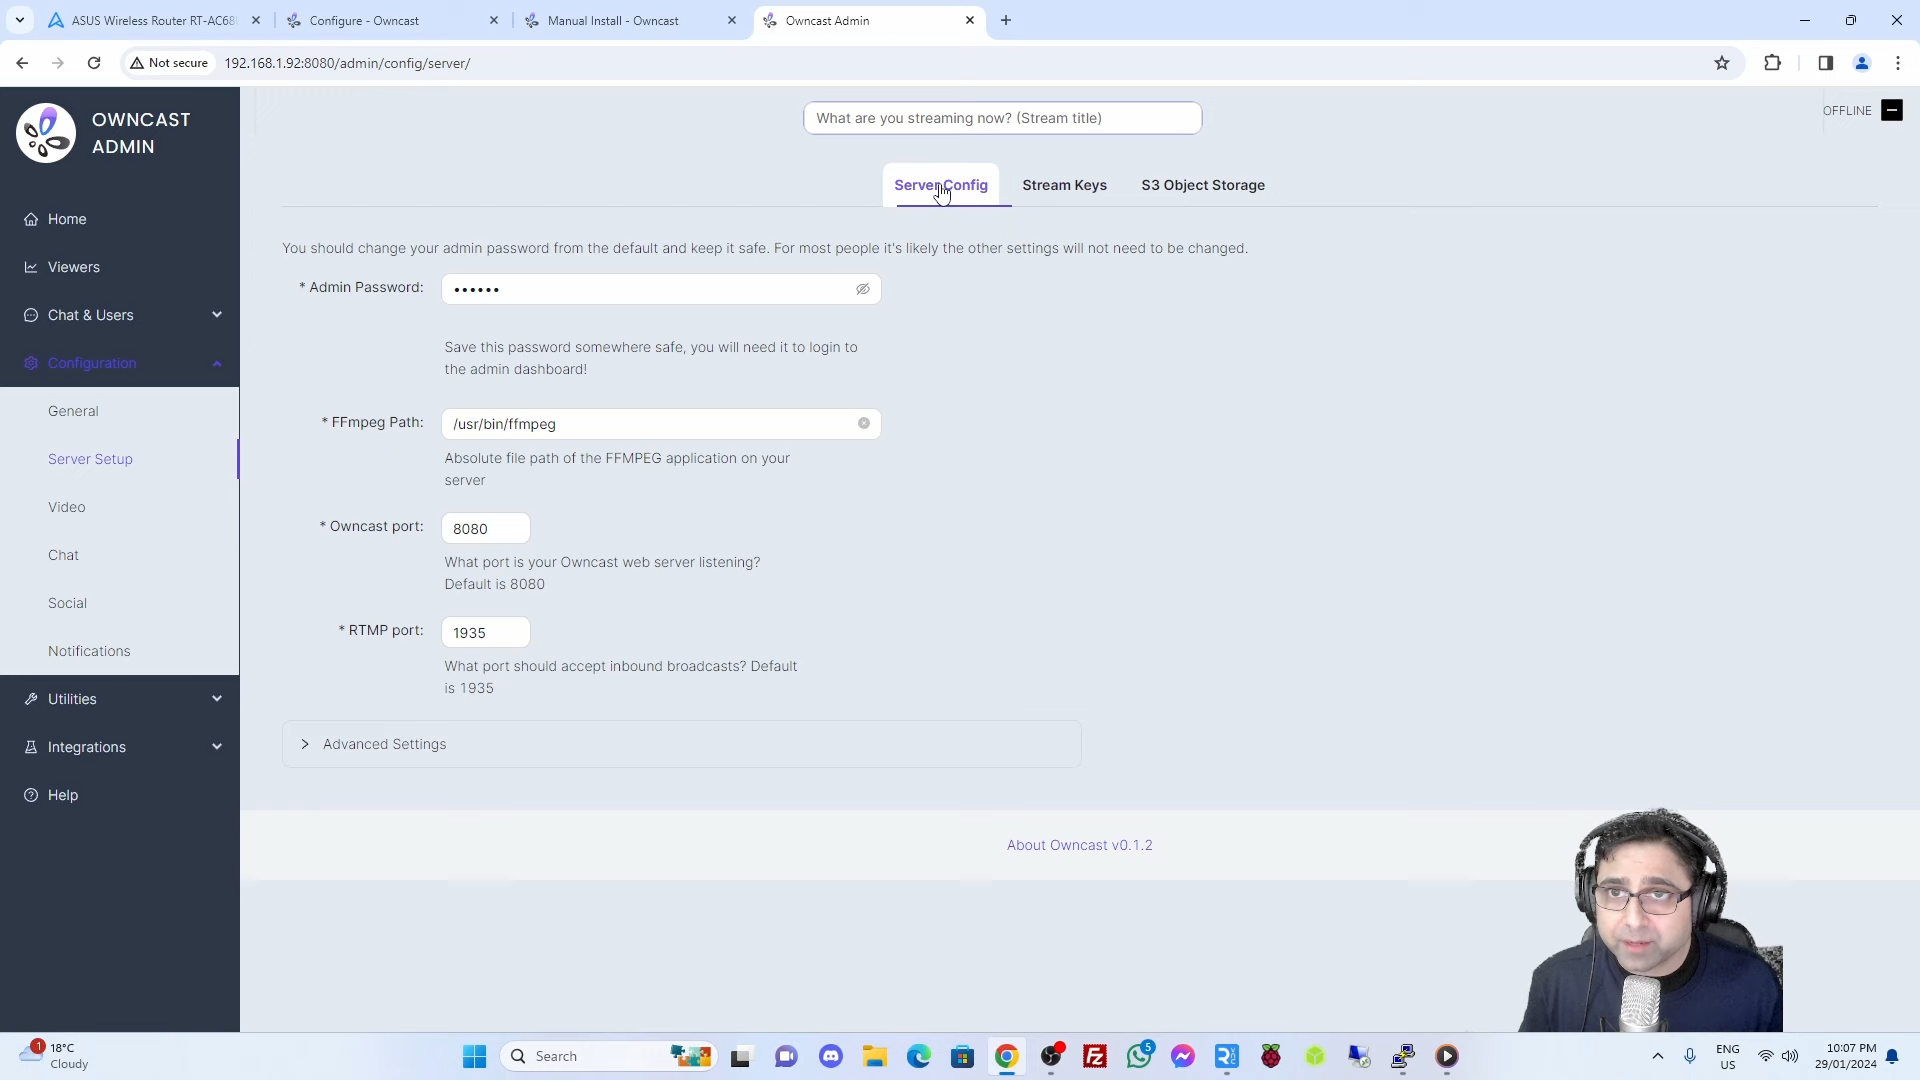 ASUS Wireless Router RT-AC68
Configure - Owncast
Manual Install - Owncast
Owncast Admin
Not secure
192.168.1.92:8080/admin/config/server/
OWNCAST
ADMIN
What are you streaming now? (Stream title)
OFFLINE
Server Config
Stream Keys
S3 Object Storage
Home
Viewers
Chat & Users
Configuration
General
Server Setup
Video
Chat
Social
Notifications
Utilities
Integrations
Help
You should change your admin password from the default and keep it safe. For most people it's likely the other settings will not need to be changed.
* Admin Password:
••••••
Save this password somewhere safe, you will need it to login to
the admin dashboard!
* FFmpeg Path:
/usr/bin/ffmpeg
Absolute file path of the FFMPEG application on your
server
* Owncast port:
8080
What port is your Owncast web server listening?
Default is 8080
* RTMP port:
1935
What port should accept inbound broadcasts? Default
is 1935
Advanced Settings
About Owncast v0.1.2
1
18°C
Cloudy
Search
5
ENG
US
10:07 PM
29/01/2024